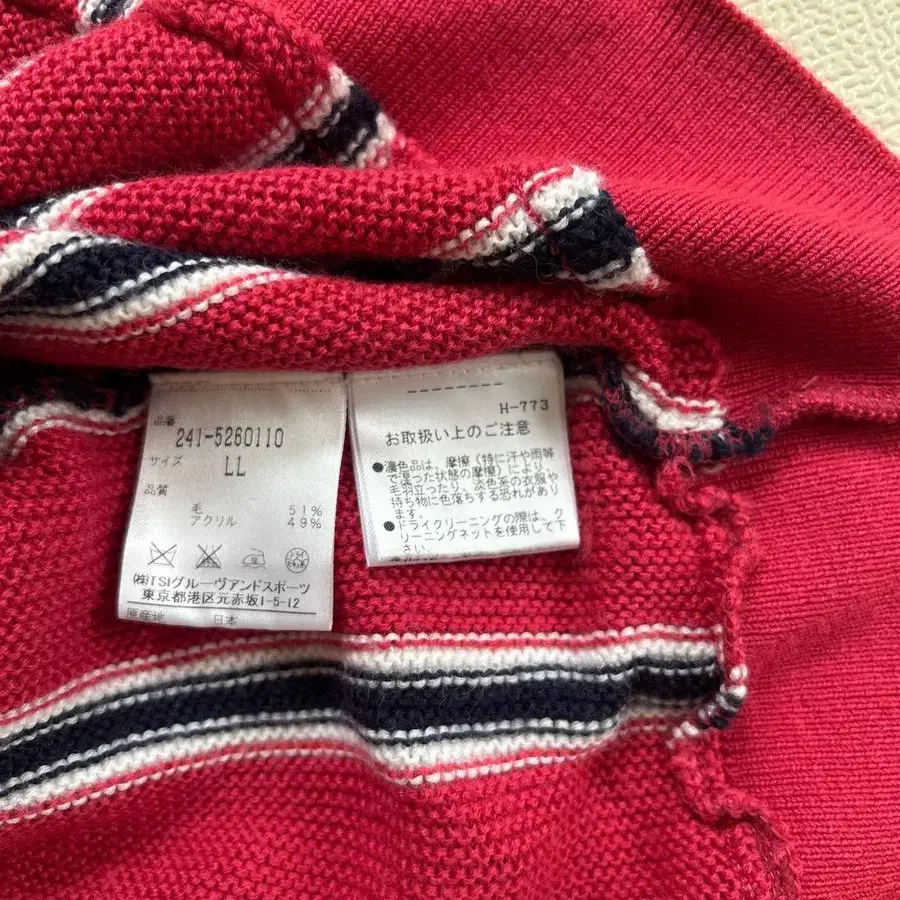 品番
241-5260110
サイズ
LL
品質
毛 51%
アクリル 49%
(株)TSIグルーヴアンドスポーツ
東京都港区元赤坂1-5-12
原産地 日本
--------
H-773
お取扱い上のご注意
●濃色品は、摩擦(特に汗や雨等
で湿った状態の摩擦)により、
毛羽立ったり、淡色系の衣服や
持ち物に色落ちする恐れがあり
ます。
●ドライクリーニングの際は、ク
リーニングネットを使用して下
さい。